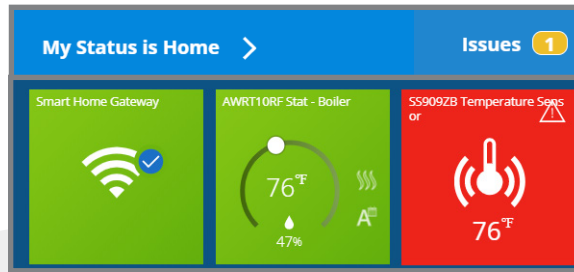 My Status is Home
Issues 1
Smart Home Gateway
AWRT10RF Stat - Boiler
SS909ZB Temperature Sens
or
76°F
A
47%
76°F